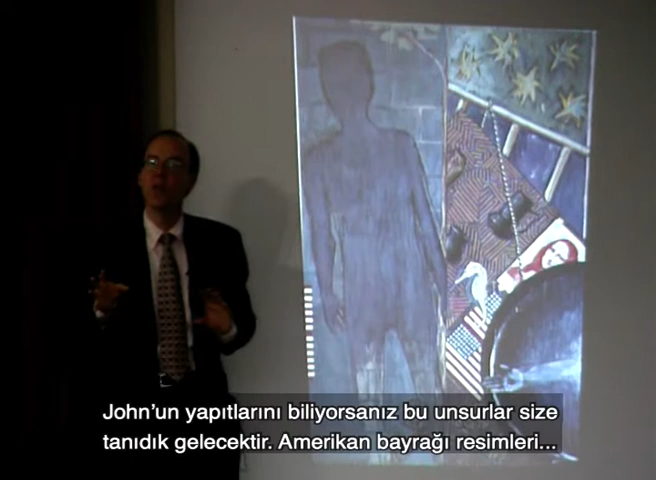 John'un yapıtlarını biliyorsanız bu unsurlar size
tanıdık gelecektir. Amerikan bayrağı resimleri...